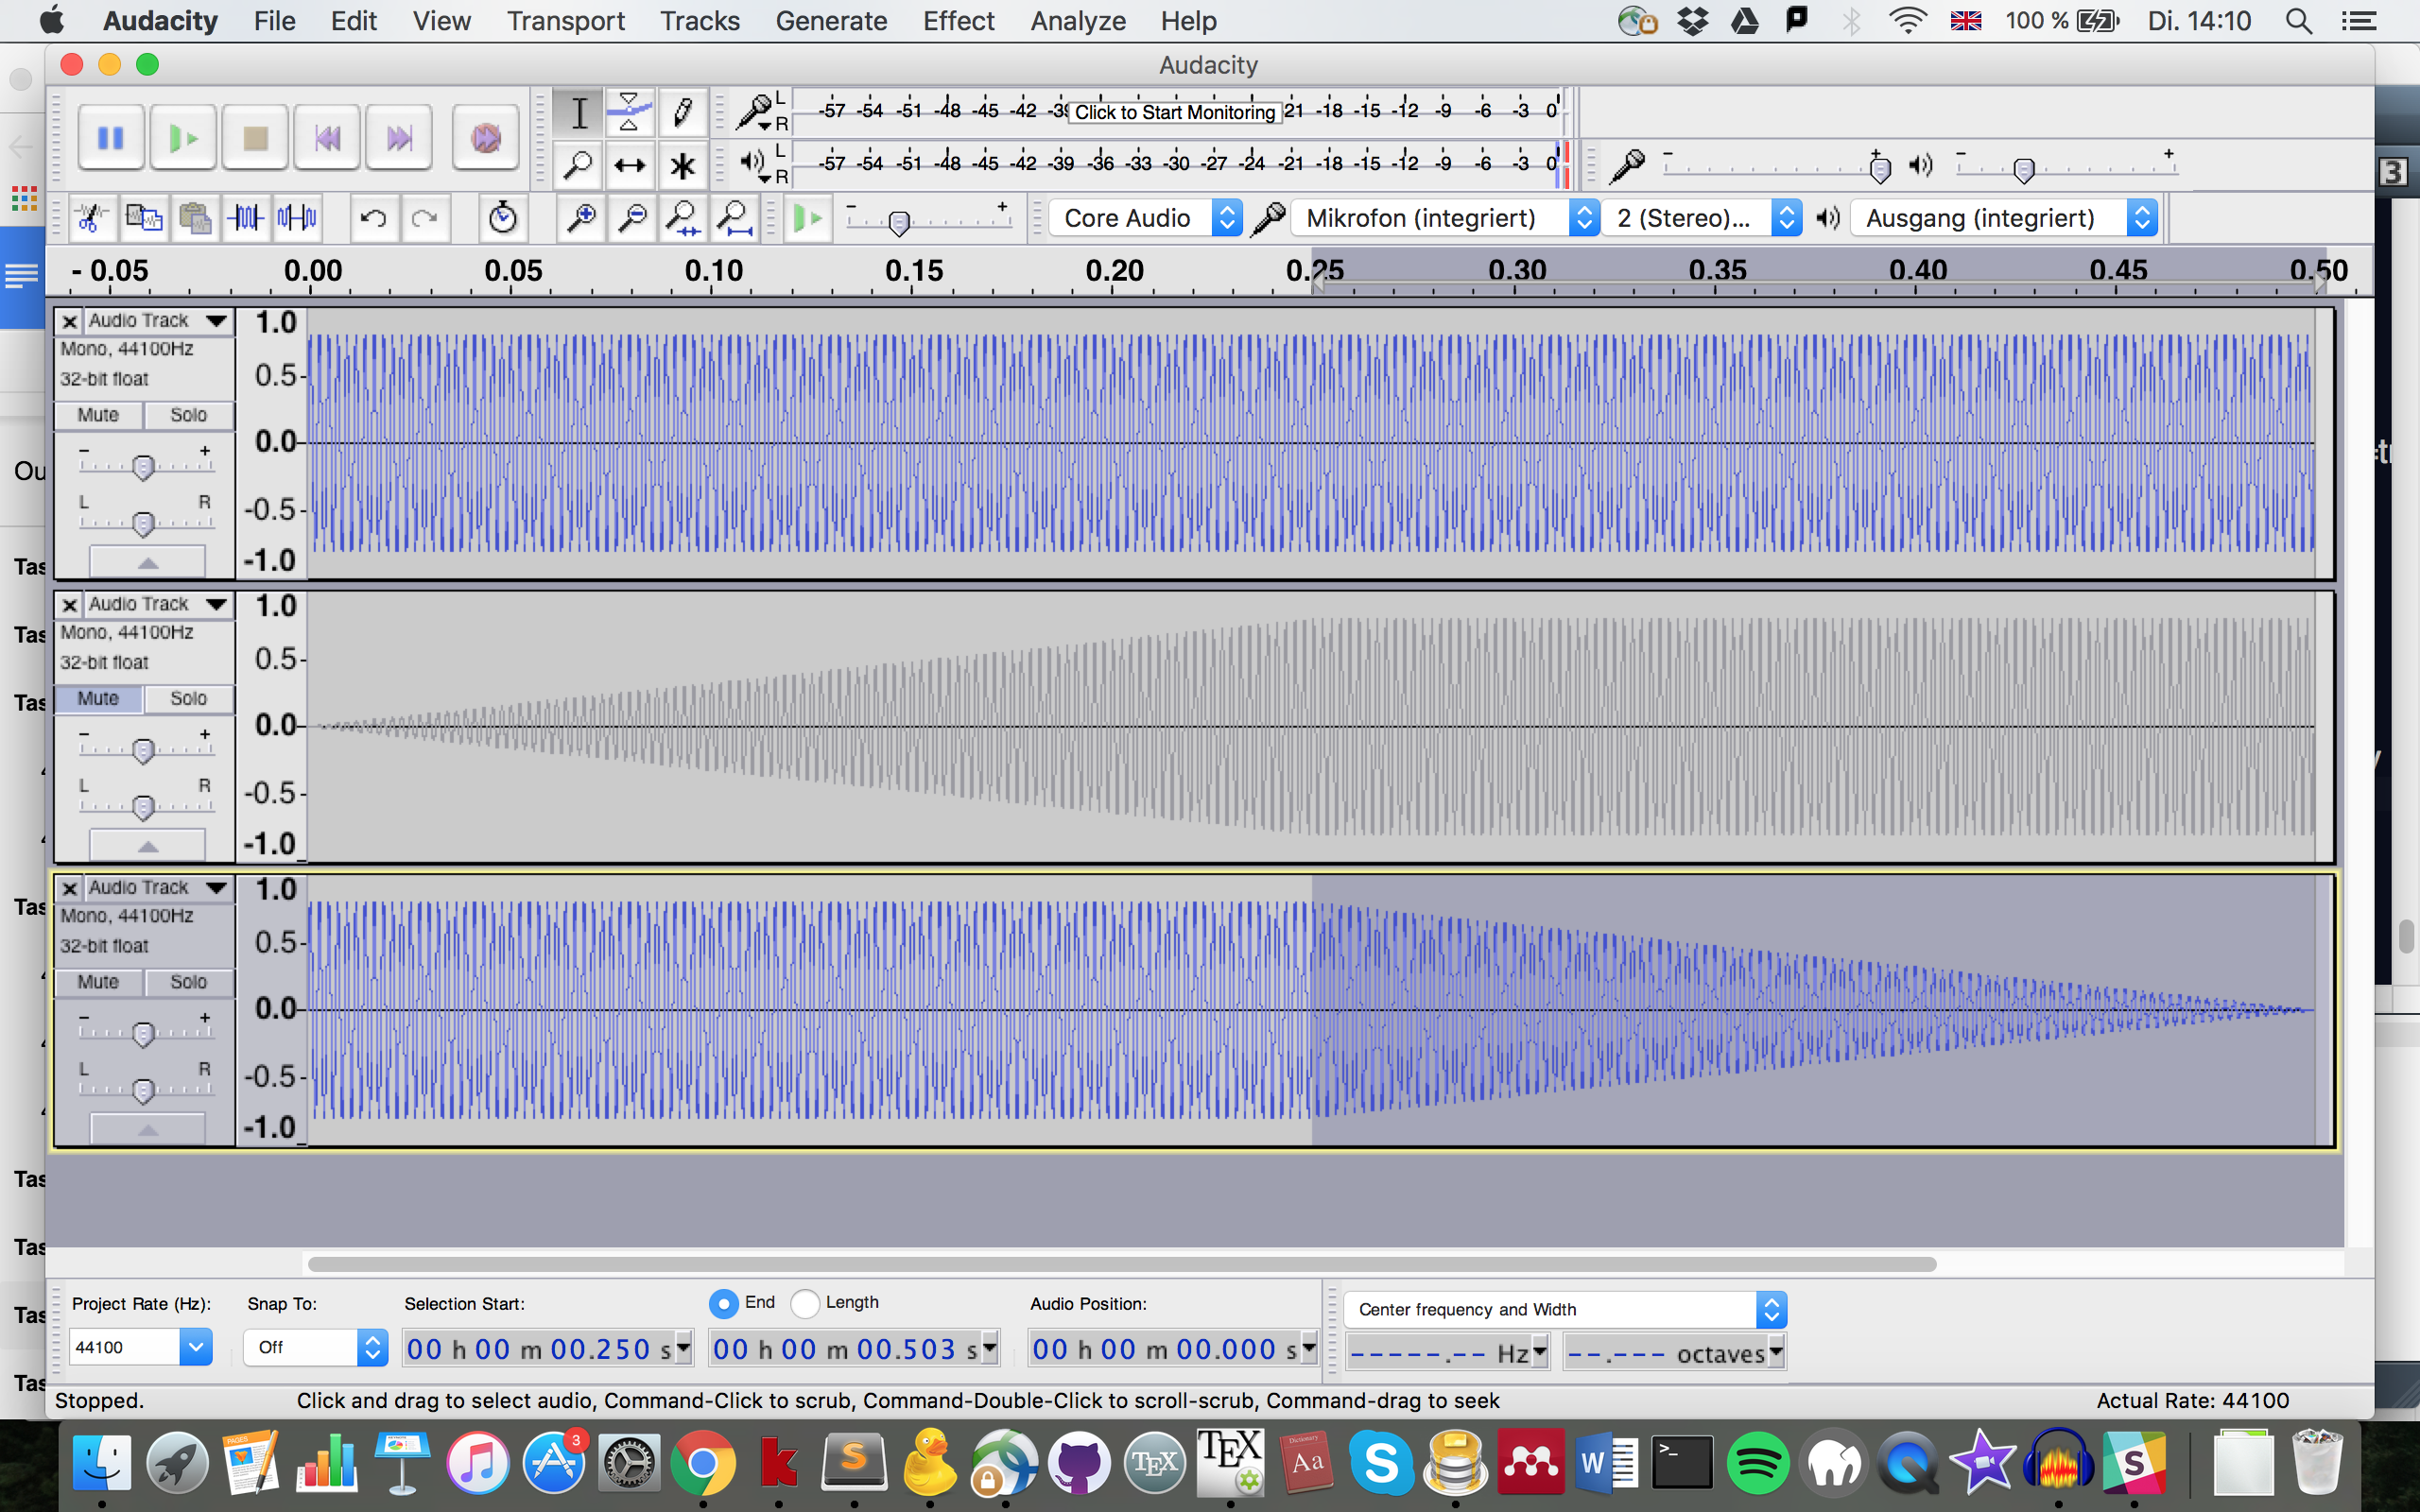 Audacity File Edit View Transport Tracks Generate Effect Analyze Help 100 % Di. 14:10
Audacity
L -57 -54 -51 -48 -45 -42 -39 Click to Start Monitoring 21 -18 -15 -12 -9 -6 -3 0
R
L -57 -54 -51 -48 -45 -42 -39 -36 -33 -30 -27 -24 -21 -18 -15 -12 -9 -6 -3 0
R
- + - +
3
- + Core Audio Mikrofon (integriert) 2 (Stereo)... Ausgang (integriert)
- 0.05 0.00 0.05 0.10 0.15 0.20 0.25 0.30 0.35 0.40 0.45 0.50
Audio Track 1.0
Mono, 44100Hz
32-bit float 0.5
Mute Solo
- + 0.0
L R -0.5
-1.0
Audio Track 1.0
Mono, 44100Hz
32-bit float 0.5
Mute Solo
- + 0.0
L R -0.5
-1.0
Audio Track 1.0
Mono, 44100Hz
32-bit float 0.5
Mute Solo
- + 0.0
L R -0.5
-1.0
Project Rate (Hz): Snap To: Selection Start: End Length Audio Position:
Center frequency and Width
44100 Off 00 h 00 m 00.250 s 00 h 00 m 00.503 s 00 h 00 m 00.000 s
-----.-- Hz --.--- octaves
Stopped. Click and drag to select audio, Command-Click to scrub, Command-Double-Click to scroll-scrub, Command-drag to seek Actual Rate: 44100
PAGES 3 k S TEX TEX Dictionary Aa S W >_ S